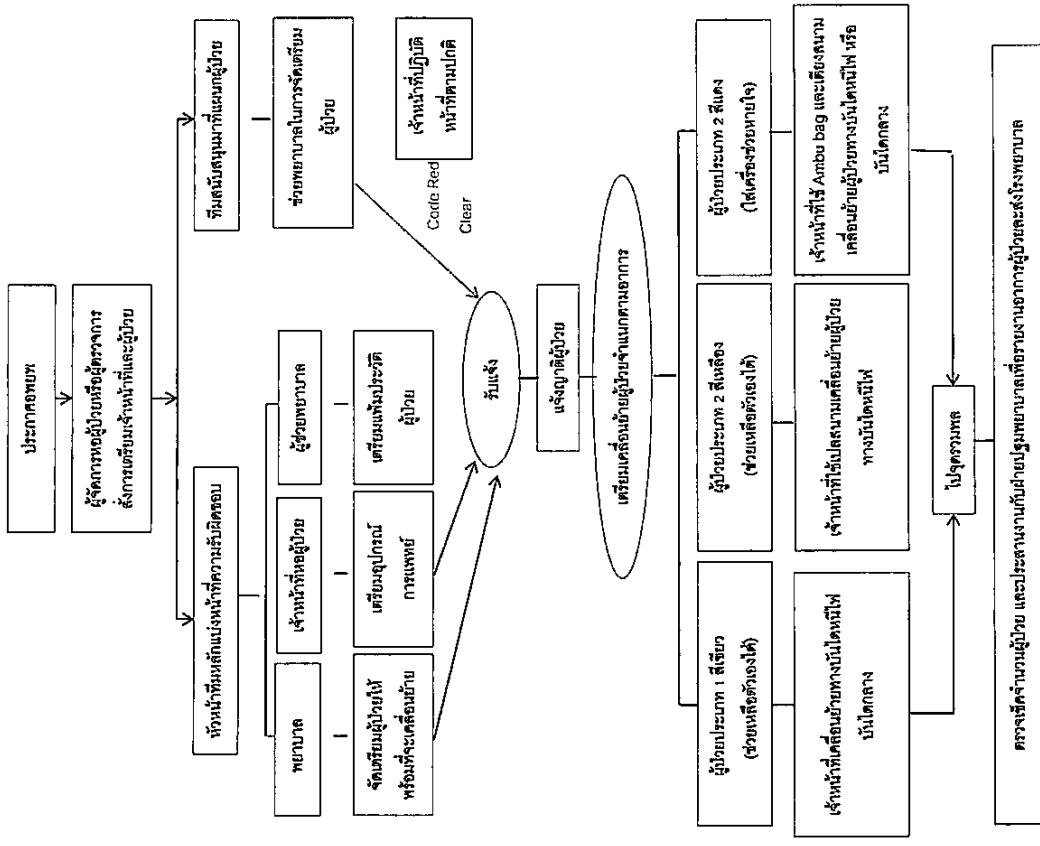 ประกาศอพยพ
ผู้จัดการหอผู้ป่วยหรือผู้ตรวจการ
สั่งการเตรียมเจ้าหน้าที่และผู้ป่วย
หัวหน้าทีมหลักแบ่งหน้าที่ความรับผิดชอบ
ทีมสนับสนุนมาที่แผนกผู้ป่วย
พยาบาล
เจ้าหน้าที่หอผู้ป่วย
ผู้ช่วยพยาบาล
ช่วยพยาบาลในการจัดเตรียม
ผู้ป่วย
จัดเตรียมผู้ป่วยให้
พร้อมที่จะเคลื่อนย้าย
เตรียมอุปกรณ์
การแพทย์
เตรียมแฟ้มประวัติ
ผู้ป่วย
Code Red
Clear
เจ้าหน้าที่ปฏิบัติ
หน้าที่ตามปกติ
รับแจ้ง
แจ้งญาติผู้ป่วย
เตรียมเคลื่อนย้ายผู้ป่วยจำแนกตามอาการ
ผู้ป่วยประเภท 1 สีเขียว
(ช่วยเหลือตัวเองได้)
ผู้ป่วยประเภท 2 สีเหลือง
(ช่วยเหลือตัวเองได้)
ผู้ป่วยประเภท 2 สีแดง
(ใส่เครื่องช่วยหายใจ)
เจ้าหน้าที่เคลื่อนย้ายทางบันไดหนีไฟ
บันไดกลาง
เจ้าหน้าที่ใช้เปลสนามเคลื่อนย้ายผู้ป่วย
ทางบันไดหนีไฟ
เจ้าหน้าที่ใช้ Ambu bag และเตียงสนาม
เคลื่อนย้ายผู้ป่วยทางบันไดหนีไฟ หรือ
บันไดกลาง
ไปจุดรวมพล
ตรวจเช็คจำนวนผู้ป่วย และประสานงานกับฝ่ายปฐมพยาบาลเพื่อรายงานอาการผู้ป่วยละส่งโรงพยาบาล